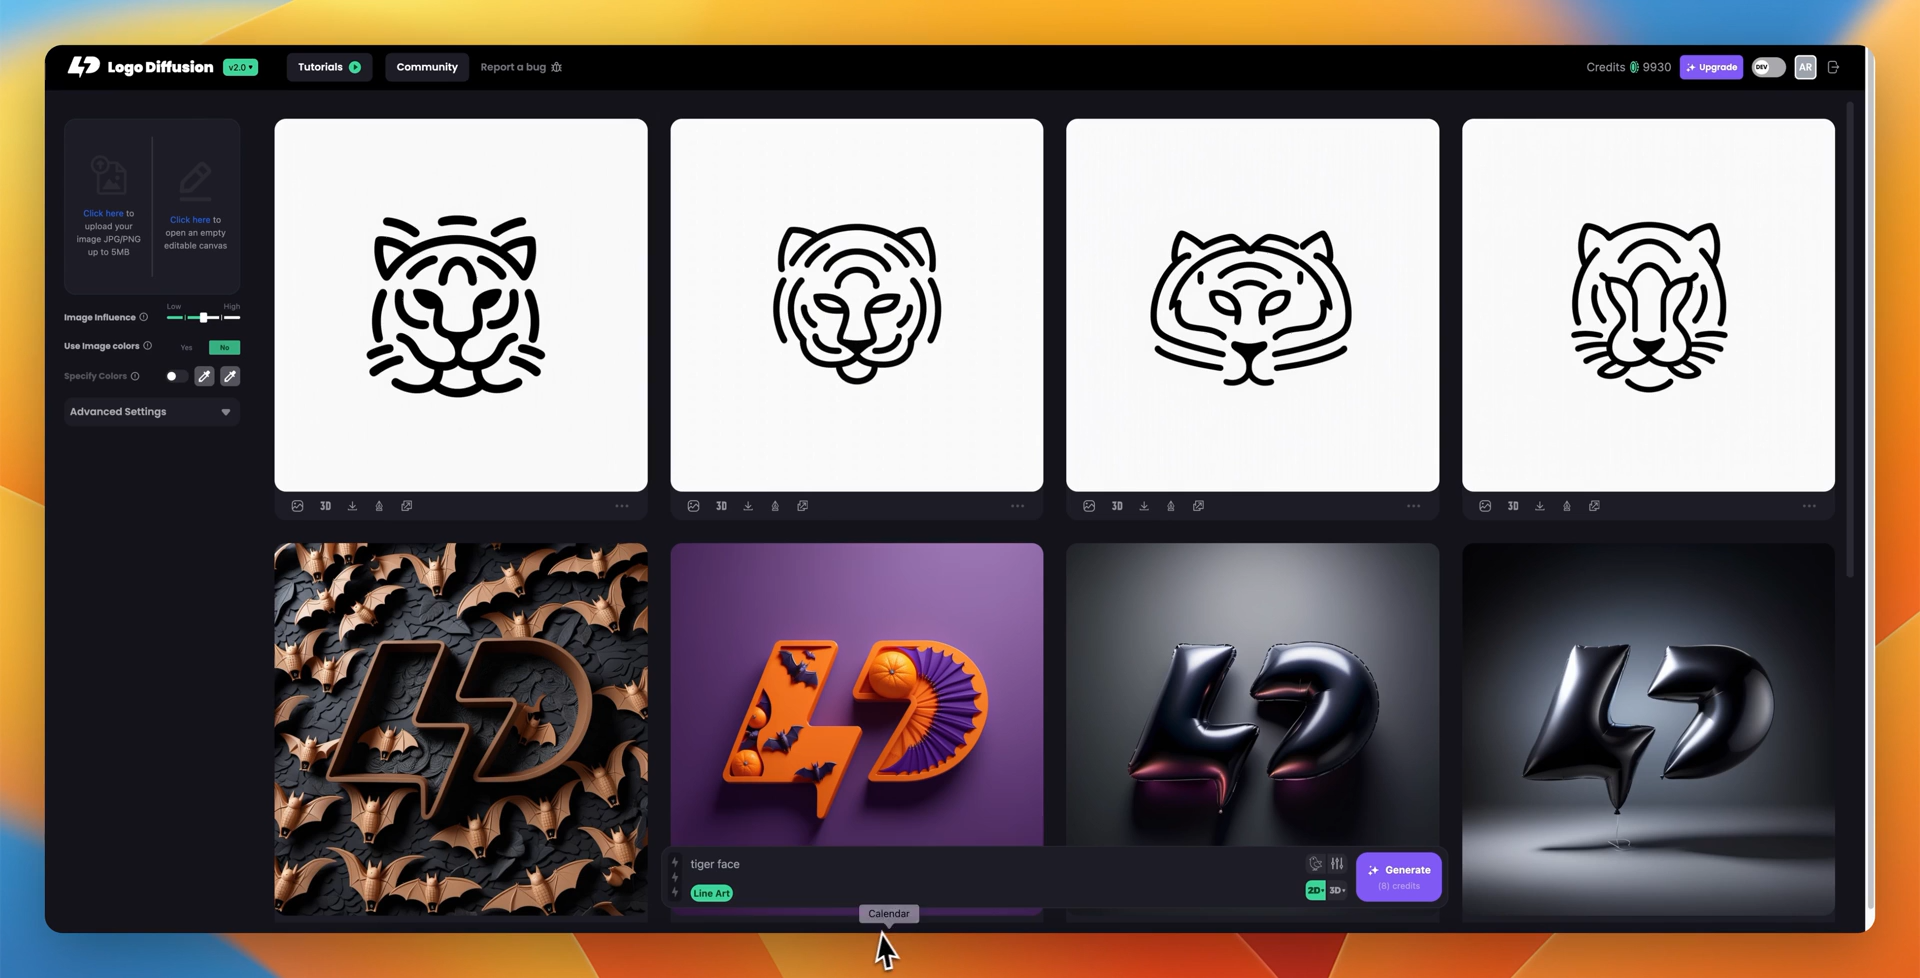 Logo Diffusion
v2.0
Tutorials
Community
Report a bug
Credits 9930
Upgrade
DEV
AR
Click here to
upload your
image JPG/PNG
up to 5MB
Click here to
open an empty
editable canvas
Low High
Image Influence
Use Image colors
Yes No
Specify Colors
Advanced Settings
3D
3D
3D
3D
tiger face
Line Art
2D
3D
Generate
(8) credits
Calendar